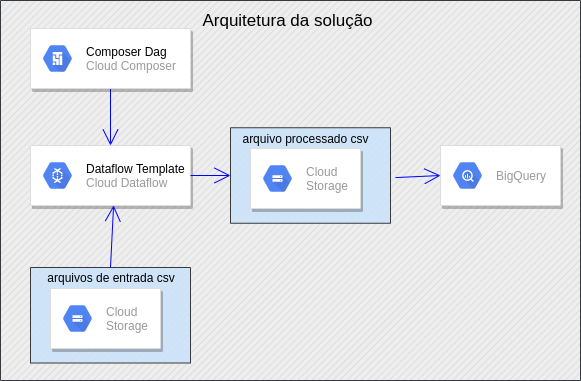 Arquitetura da solução
Composer Dag
Cloud Composer
Dataflow Template
Cloud Dataflow
arquivo processado csv
Cloud
Storage
BigQuery
arquivos de entrada csv
Cloud
Storage